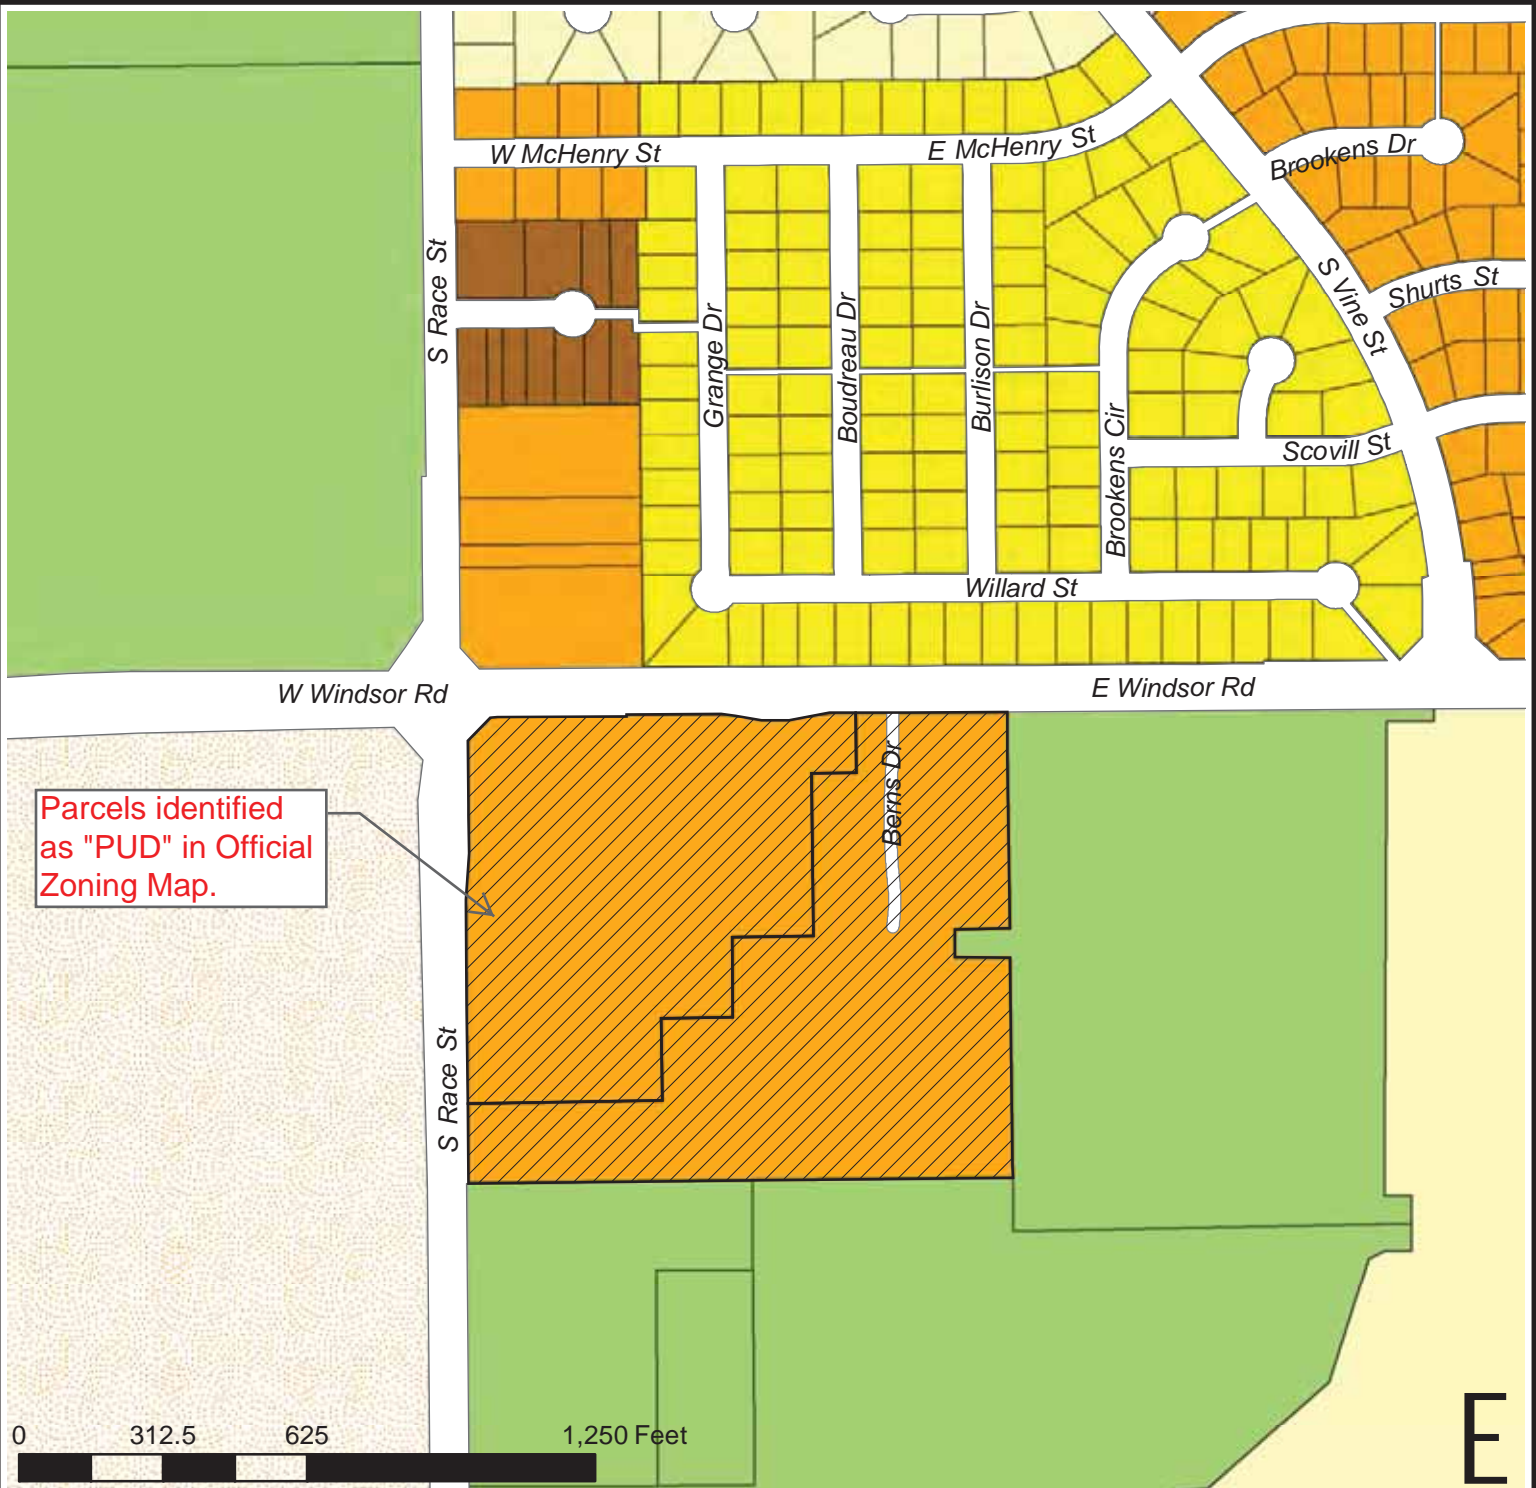 W McHenry St
E McHenry St
Brookens Dr
S Race St
Grange Dr
Boudreau Dr
Burlison Dr
Brookens Cir
S Vine St
Shurts St
Scovill St
Willard St
W Windsor Rd
E Windsor Rd
Berns Dr
Parcels identified
as "PUD" in Official
Zoning Map.
S Race St
0 312.5 625 1,250 Feet
E